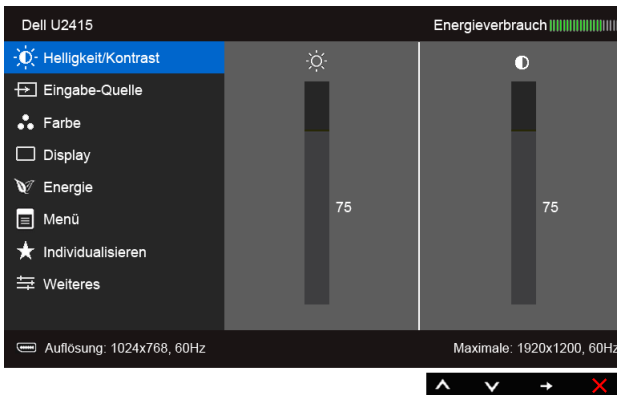 Dell U2415
Energieverbrauch
Helligkeit/Kontrast
Eingabe-Quelle
Farbe
Display
Energie
Menü
Individualisieren
Weiteres
75
75
Auflösung: 1024x768, 60Hz
Maximale: 1920x1200, 60Hz